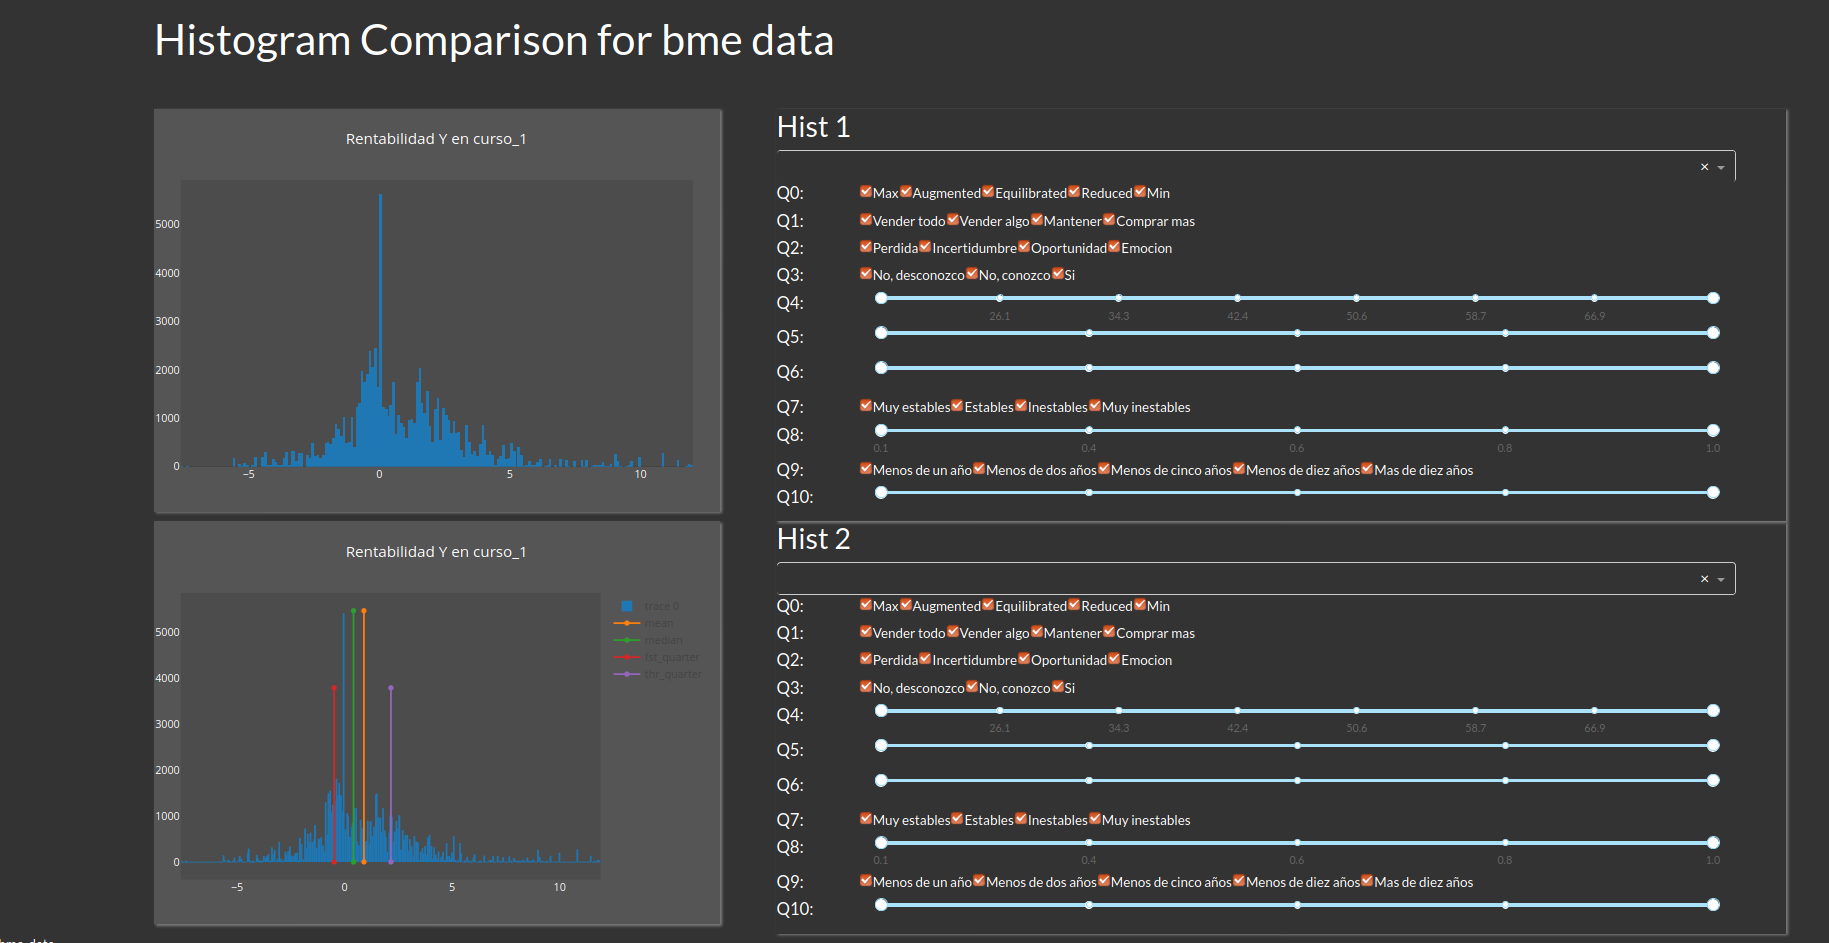 Histogram Comparison for bme data
Rentabilidad Y en curso_1
5000
4000
3000
2000
1000
0
−5 0 5 10
Rentabilidad Y en curso_1
trace 0
mean
median
fst_quarter
thr_quarter
5000
4000
3000
2000
1000
0
−5 0 5 10
Hist 1
×
Q0: Max Augmented Equilibrated Reduced Min
Q1: Vender todo Vender algo Mantener Comprar mas
Q2: Perdida Incertidumbre Oportunidad Emocion
Q3: No, desconozco No, conozco Si
Q4:
26.1 34.3 42.4 50.6 58.7 66.9
Q5:
Q6:
Q7: Muy estables Estables Inestables Muy inestables
Q8:
0.1 0.4 0.6 0.8 1.0
Q9: Menos de un año Menos de dos años Menos de cinco años Menos de diez años Mas de diez años
Q10:
Hist 2
×
Q0: Max Augmented Equilibrated Reduced Min
Q1: Vender todo Vender algo Mantener Comprar mas
Q2: Perdida Incertidumbre Oportunidad Emocion
Q3: No, desconozco No, conozco Si
Q4:
26.1 34.3 42.4 50.6 58.7 66.9
Q5:
Q6:
Q7: Muy estables Estables Inestables Muy inestables
Q8:
0.1 0.4 0.6 0.8 1.0
Q9: Menos de un año Menos de dos años Menos de cinco años Menos de diez años Mas de diez años
Q10: